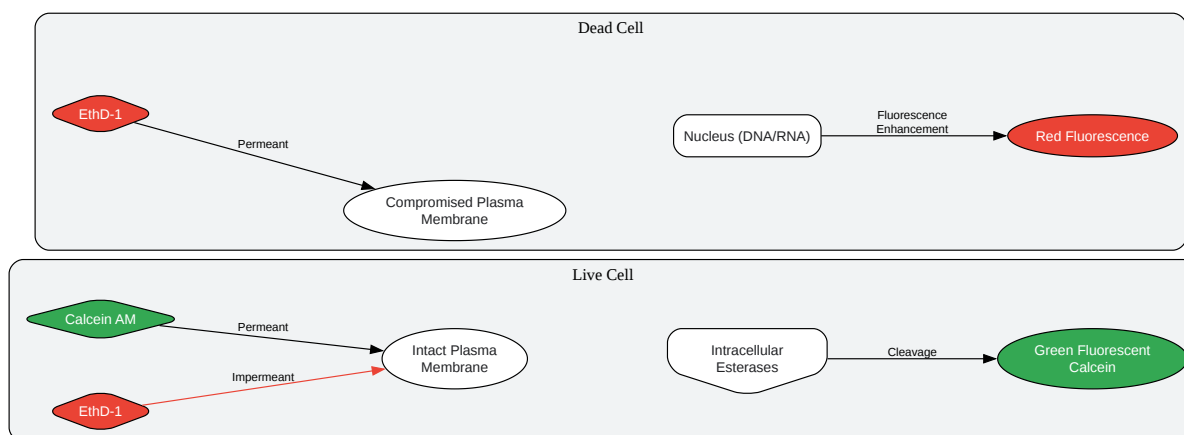 Dead Cell
EthD-1
Permeant
Compromised Plasma
Membrane
Nucleus (DNA/RNA)
Fluorescence
Enhancement
Red Fluorescence
Live Cell
Calcein AM
Permeant
EthD-1
Impermeant
Intact Plasma
Membrane
Intracellular
Esterases
Cleavage
Green Fluorescent
Calcein